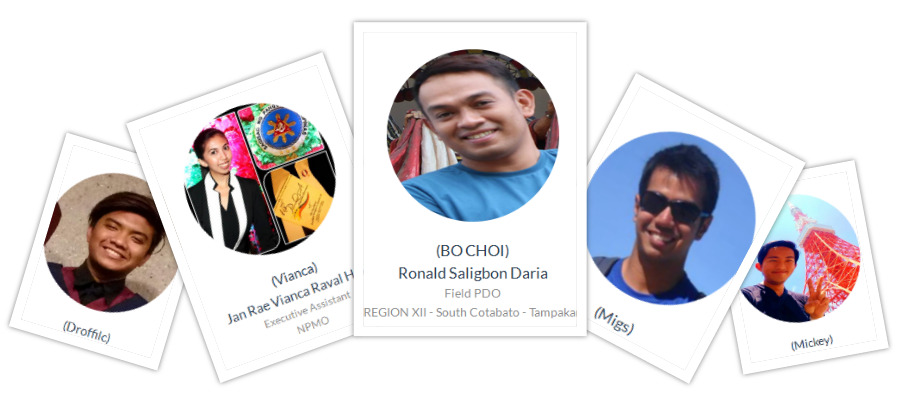 (Droffilc)
(Vianca)
Jan Rae Vianca Raval H
Executive Assistant
NPMO
(BO CHOI)
Ronald Saligbon Daria
Field PDO
REGION XII - South Cotabato - Tampaka
(Migs)
(Mickey)